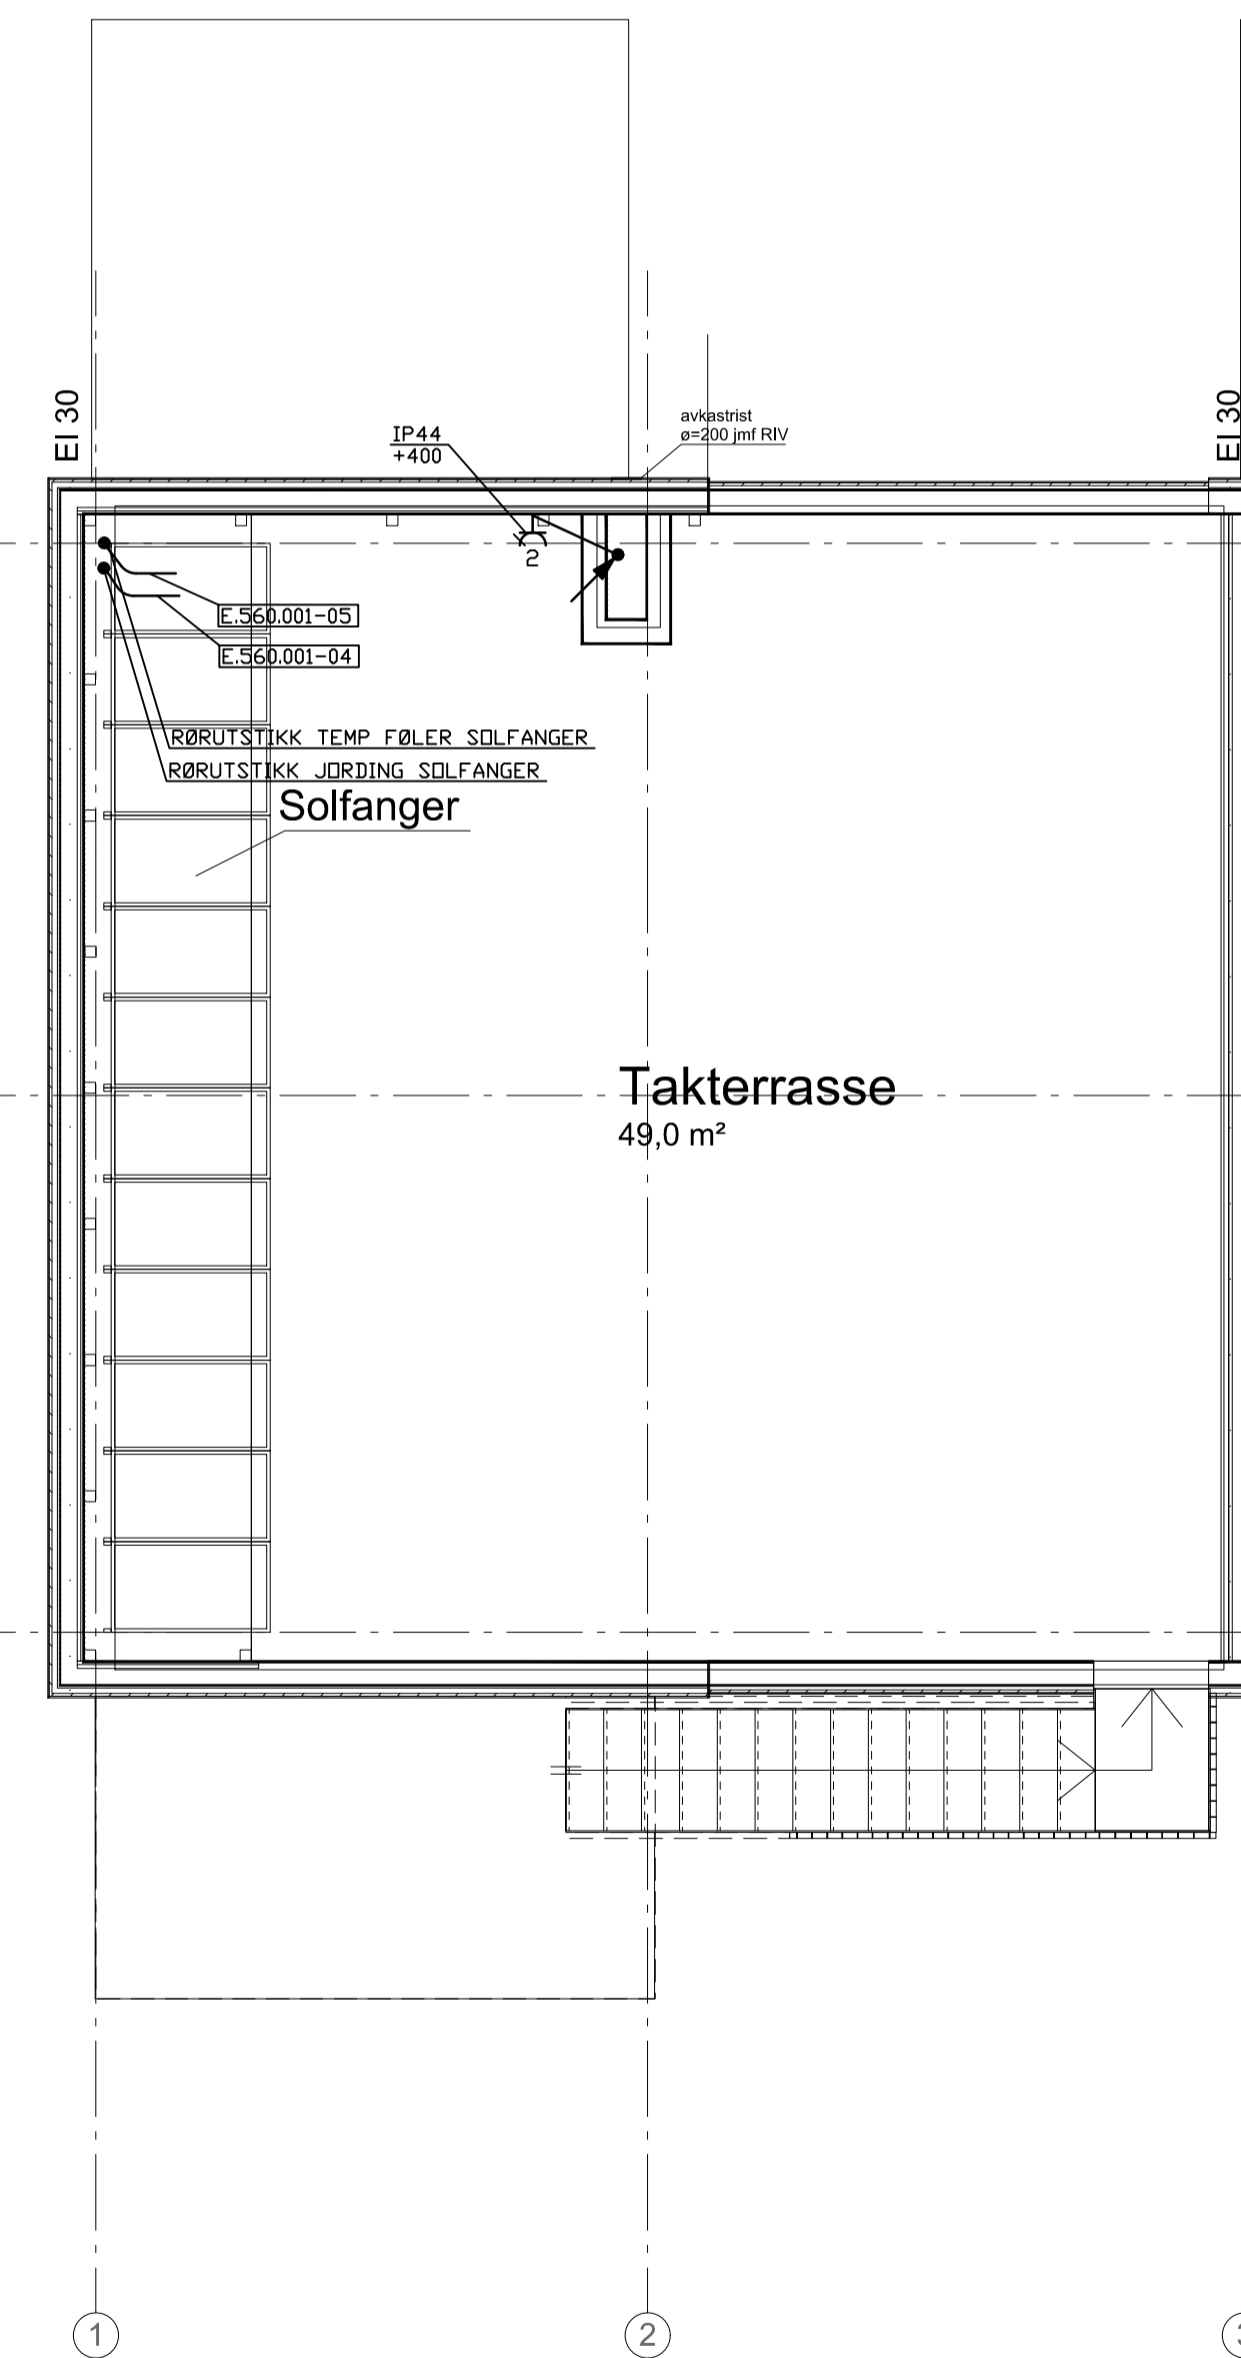 EI 30
EI 30
IP44
+400
avkastrist
ø=200 jmf RIV
2
E.560.001-05
E.560.001-04
RØRUTSTIKK TEMP FØLER SOLFANGER
RØRUTSTIKK JORDING SOLFANGER
Solfanger
Takterrasse
49,0 m²
1
2
3